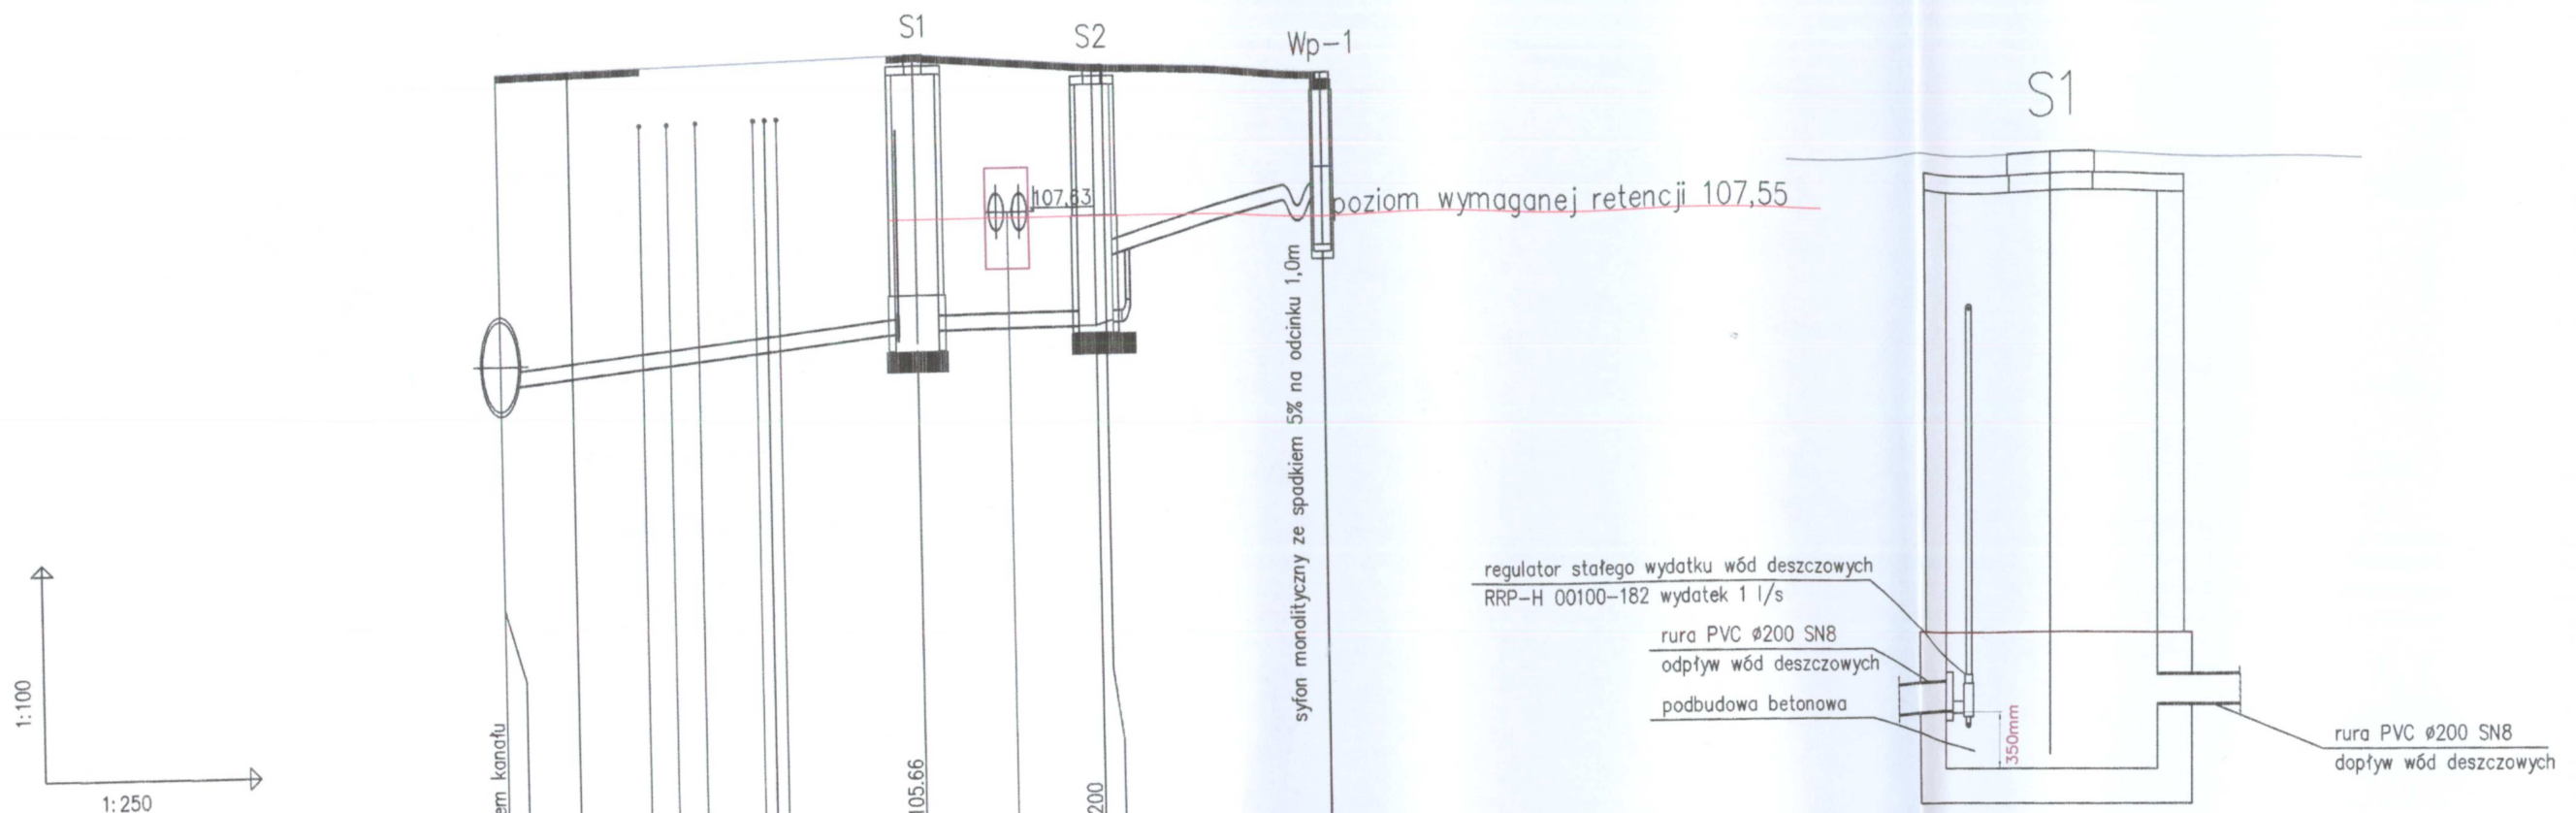 S1
S2
Wp-1
S1
107,63
poziom wymaganej retencji 107,55
syfon monolityczny ze spadkiem 5% na odcinku 1,0m
regulator stałego wydatku wód deszczowych
RRP-H 00100-182 wydatek 1 l/s
rura PVC ø200 SN8
odpływ wód deszczowych
podbudowa betonowa
350mm
rura PVC ø200 SN8
dopływ wód deszczowych
1:100
1:250
em kanału
105.66
200